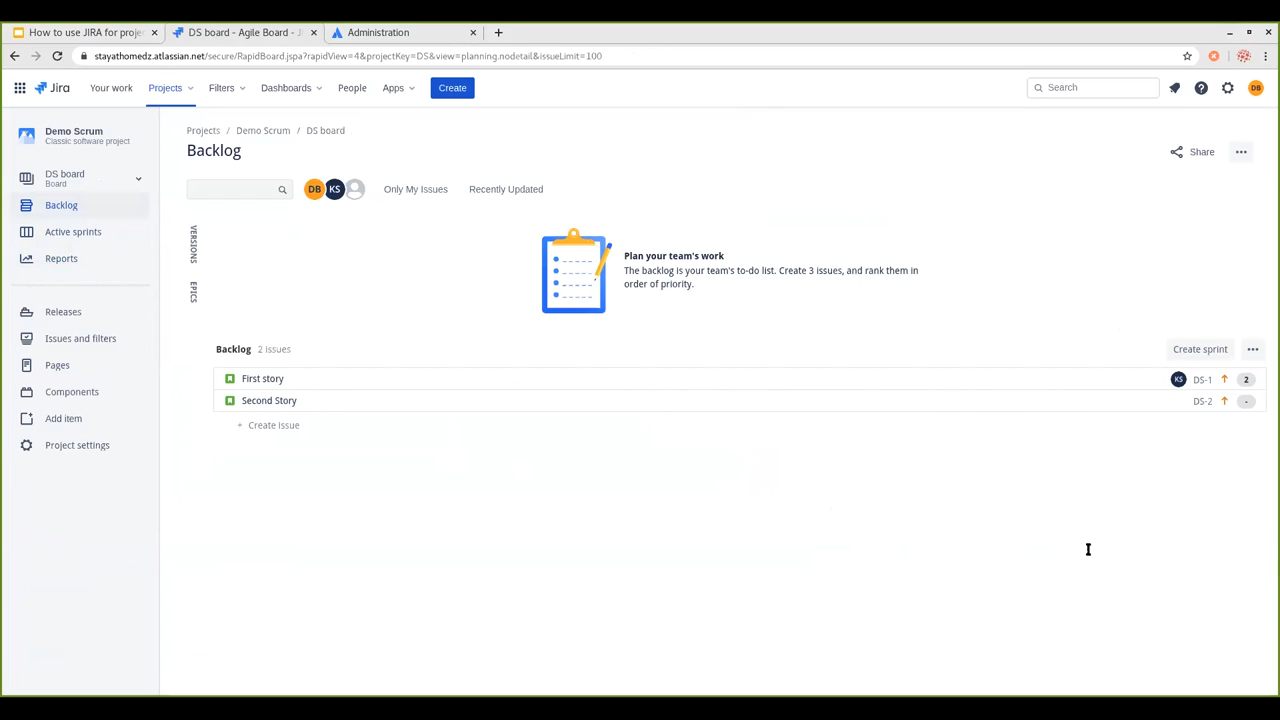 How to use JIRA for proje
DS board - Agile Board - Ji
Administration
stayathomedz.atlassian.net/secure/RapidBoard.jspa?rapidView=4&projectKey=DS&view=planning.nodetail&issueLimit=100
Jira
Your work
Projects
Filters
Dashboards
People
Apps
Create
Search
DB
Demo Scrum
Classic software project
DS board
Board
Backlog
Active sprints
Reports
Releases
Issues and filters
Pages
Components
Add item
Project settings
Projects / Demo Scrum / DS board
Backlog
Share
DB KS
Only My Issues
Recently Updated
VERSIONS
EPICS
Plan your team's work
The backlog is your team's to-do list. Create 3 issues, and rank them in
order of priority.
Backlog 2 issues
Create sprint
First story KS DS-1 2
Second Story DS-2 -
+ Create issue